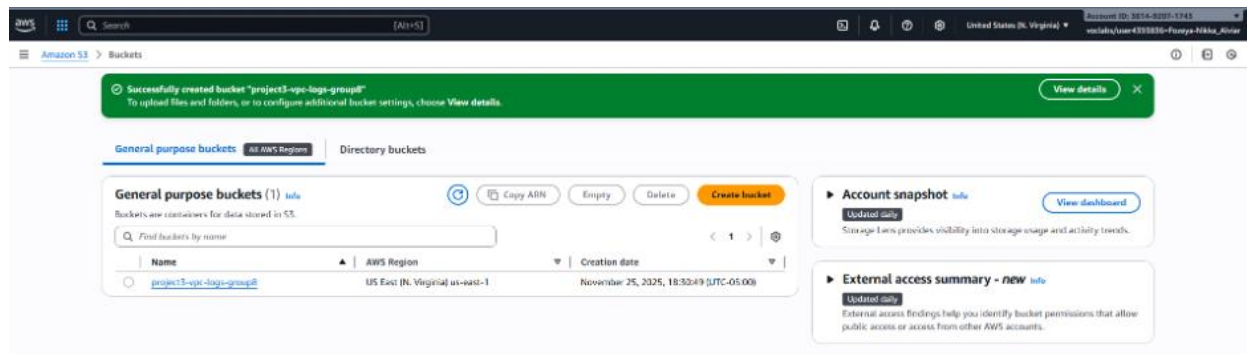 aws
Search
[Alt+S]
United States (N. Virginia)
Account ID:
Amazon S3 > Buckets
Successfully created bucket "project3-vpc-logs-group8"
To upload files and folders, or to configure additional bucket settings, choose View details.
View details
General purpose buckets All AWS Regions
Directory buckets
General purpose buckets (1) Info
Copy ARN
Empty
Delete
Create bucket
Buckets are containers for data stored in S3.
Find buckets by name
1
Name
AWS Region
Creation date
project3-vpc-logs-group8
US East (N. Virginia) us-east-1
November 25, 2025, 18:30:49 (UTC-05:00)
Account snapshot Info
View dashboard
Updated daily
Storage Lens provides visibility into storage usage and activity trends.
External access summary - new Info
Updated daily
External access findings help you identify bucket permissions that allow
public access or access from other AWS accounts.